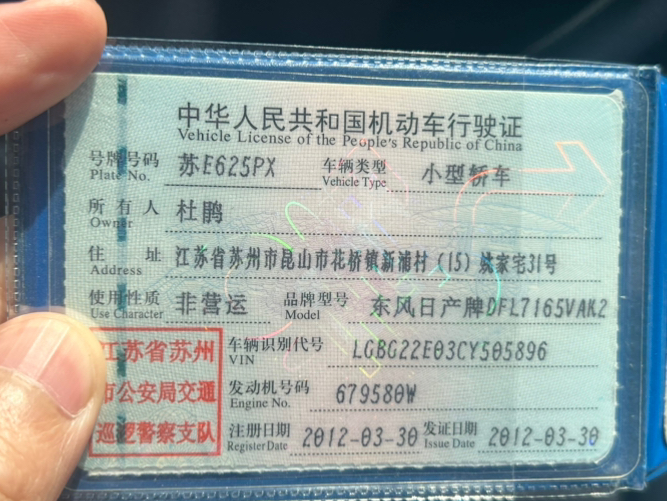 中华人民共和国机动车行驶证
Vehicle License of the People's Republic of China
号牌号码 苏E625PX 车辆类型 小型轿车
Plate No. Vehicle Type
所有人 杜鹃
Owner
住址 江苏省苏州市昆山市花桥镇新浦村(15)姚家宅31号
Address
使用性质 非营运 品牌型号 东风日产牌DFL7165VAK2
Use Character Model
江苏省苏州 车辆识别代号 LGBG22E03CY505896
VIN
市公安局交通 发动机号码 679580W
Engine No.
巡逻警察支队 注册日期 2012-03-30 发证日期 2012-03-30
Register Date Issue Date